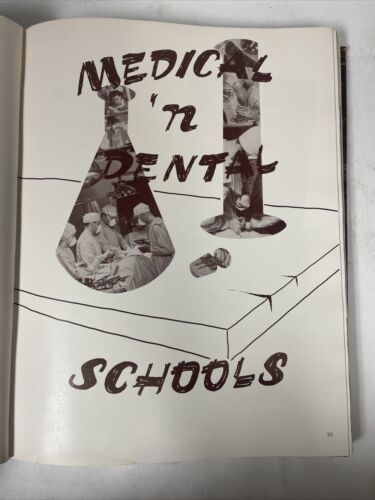 MEDICAL
'n
DENTAL
SCHOOLS
93